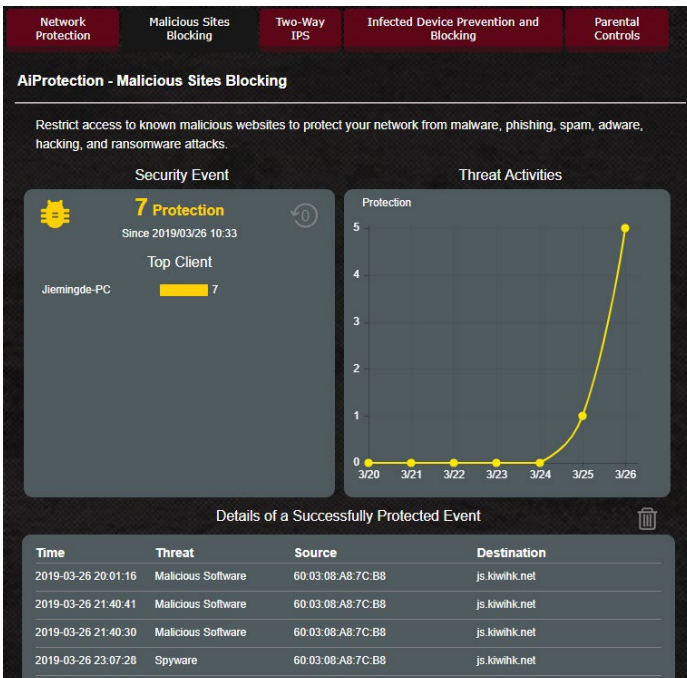 Network Protection
Malicious Sites Blocking
Two-Way IPS
Infected Device Prevention and Blocking
Parental Controls
AiProtection - Malicious Sites Blocking
Restrict access to known malicious websites to protect your network from malware, phishing, spam, adware,
hacking, and ransomware attacks.
Security Event
7 Protection
0
Since 2019/03/26 10:33
Top Client
Jiemingde-PC 7
Threat Activities
Protection
5
4
3
2
1
0
3/20 3/21 3/22 3/23 3/24 3/25 3/26
Details of a Successfully Protected Event
Time Threat Source Destination
2019-03-26 20:01:16 Malicious Software 60:03:08:A8:7C:B8 js.kiwihk.net
2019-03-26 21:40:41 Malicious Software 60:03:08:A8:7C:B8 js.kiwihk.net
2019-03-26 21:40:30 Malicious Software 60:03:08:A8:7C:B8 js.kiwihk.net
2019-03-26 23:07:28 Spyware 60:03:08:A8:7C:B8 js.kiwihk.net